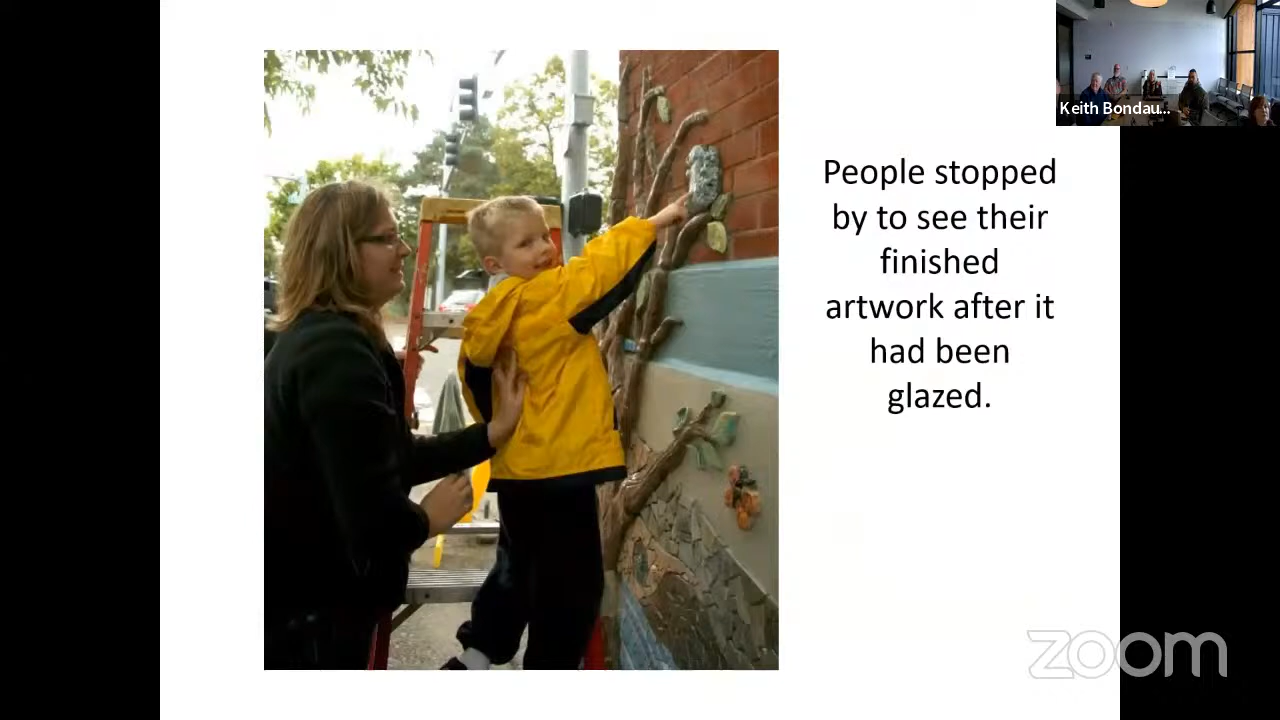 Keith Bondau...
People stopped
by to see their
finished
artwork after it
had been
glazed.
zoom